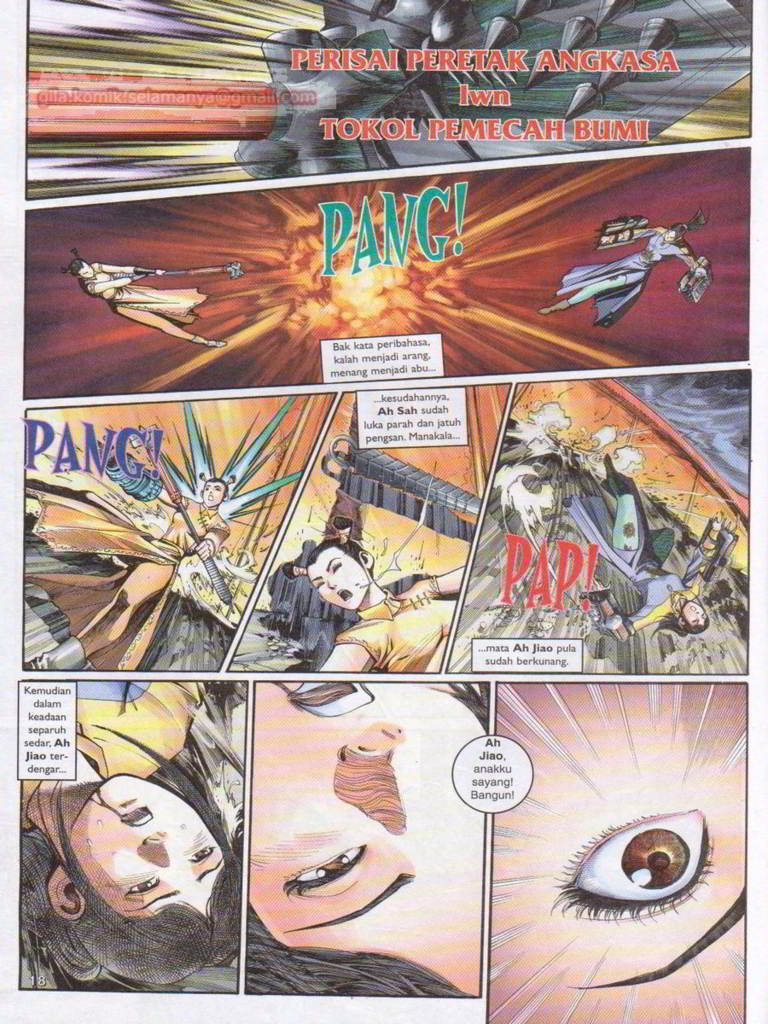 PERISAI PERETAK ANGKASA
lwn
TOKOL PEMECAH BUMI
gila.komik.selamanya@gmail.com
PANG!
Bak kata peribahasa,
kalah menjadi arang,
menang menjadi abu...
PANG!
...kesudahannya,
Ah Sah sudah
luka parah dan jatuh
pengsan. Manakala...
PAP!
...mata Ah Jiao pula
sudah berkunang.
Kemudian
dalam
keadaan
separuh
sedar, Ah
Jiao ter-
dengar...
Ah
Jiao,
anakku
sayang!
Bangun!
18